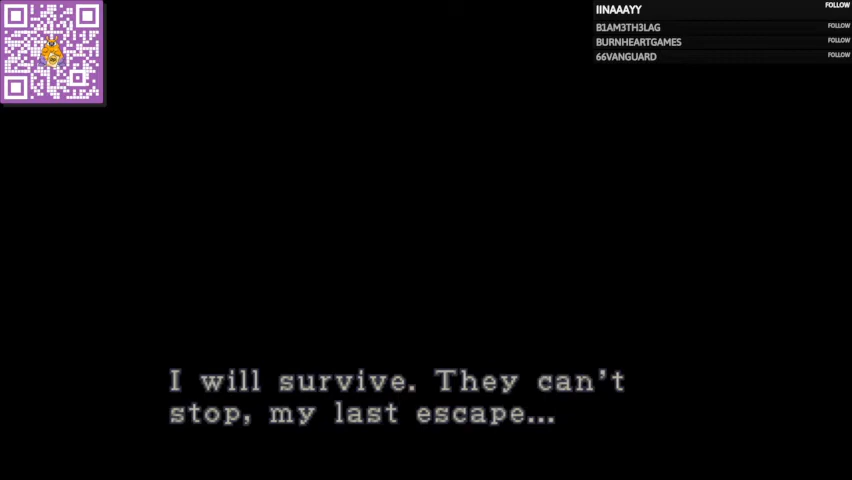 IINAAAYY FOLLOW
B1AM3TH3LAG FOLLOW
BURNHEARTGAMES FOLLOW
66VANGUARD FOLLOW
I will survive. They can't
stop, my last escape...